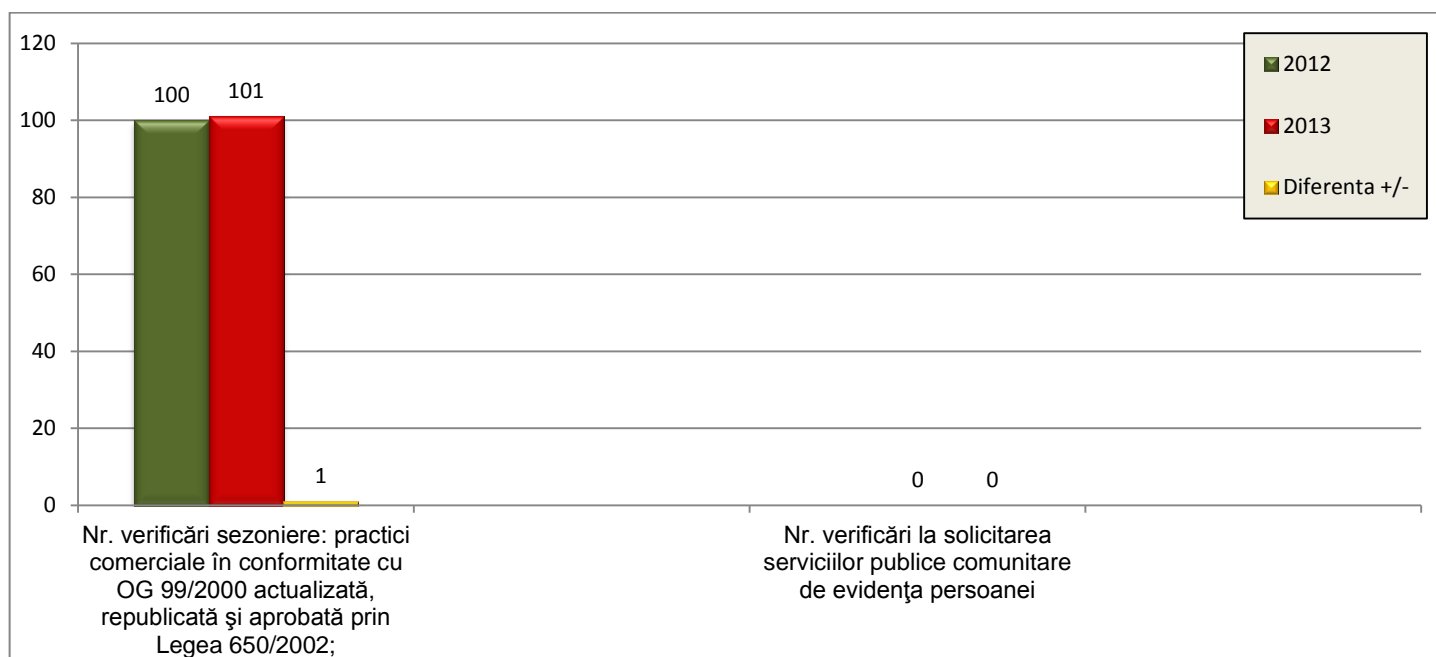 120
100
80
60
40
20
0
100
101
1
0
0
2012
2013
Diferenta +/-
Nr. verificări sezoniere: practici
comerciale în conformitate cu
OG 99/2000 actualizată,
republicată şi aprobată prin
Legea 650/2002;
Nr. verificări la solicitarea
serviciilor publice comunitare
de evidenţa persoanei